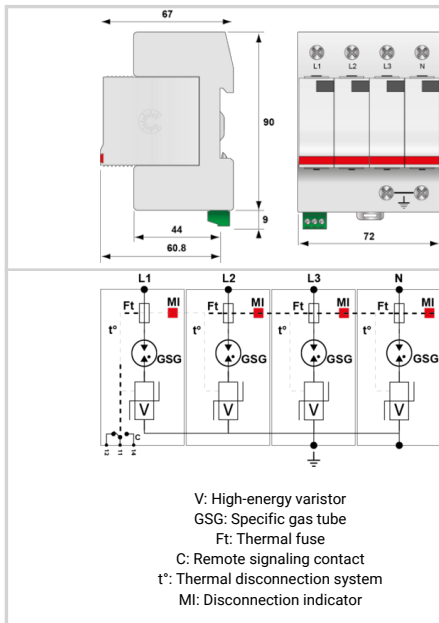 67
90
9
44
60.8
L1 L2 L3 N
72
L1 L2 L3 N
Ft MI Ft MI Ft MI Ft MI
t° t° t° t°
GSG GSG GSG GSG
V V V V
C
12 11 14
V: High-energy varistor
GSG: Specific gas tube
Ft: Thermal fuse
C: Remote signaling contact
t°: Thermal disconnection system
MI: Disconnection indicator